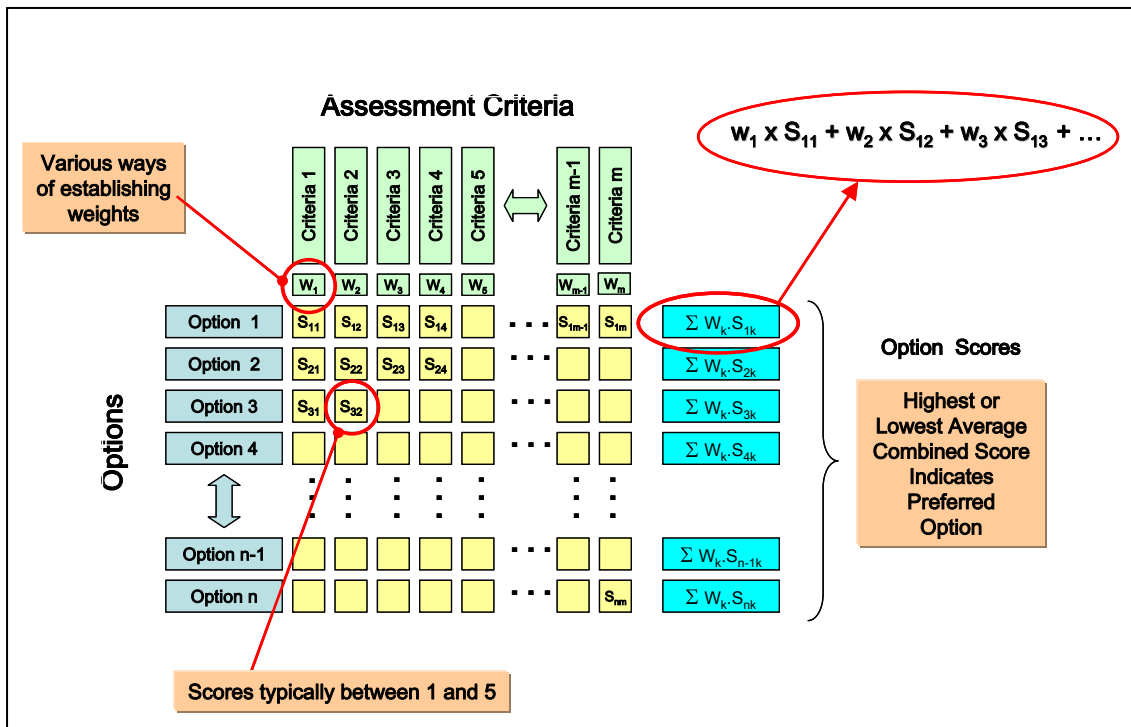 Assessment Criteria
w₁ x S₁₁ + w₂ x S₁₂ + w₃ x S₁₃ + ...
Various ways
of establishing
weights
Criteria 1
Criteria 2
Criteria 3
Criteria 4
Criteria 5
Criteria m-1
Criteria m
W₁ W₂ W₃ W₄ W₅ Wₘ₋₁ Wₘ
Options
Option 1 S₁₁ S₁₂ S₁₃ S₁₄ ... S₁ₘ₋₁ S₁ₘ Σ Wₖ.S₁ₖ
Option 2 S₂₁ S₂₂ S₂₃ S₂₄ ... Σ Wₖ.S₂ₖ
Option 3 S₃₁ S₃₂ ... Σ Wₖ.S₃ₖ
Option 4 ... Σ Wₖ.S₄ₖ
Option n-1 ... Σ Wₖ.Sₙ₋₁ₖ
Option n ... Sₙₘ Σ Wₖ.Sₙₖ
Option Scores
Highest or
Lowest Average
Combined Score
Indicates
Preferred
Option
Scores typically between 1 and 5